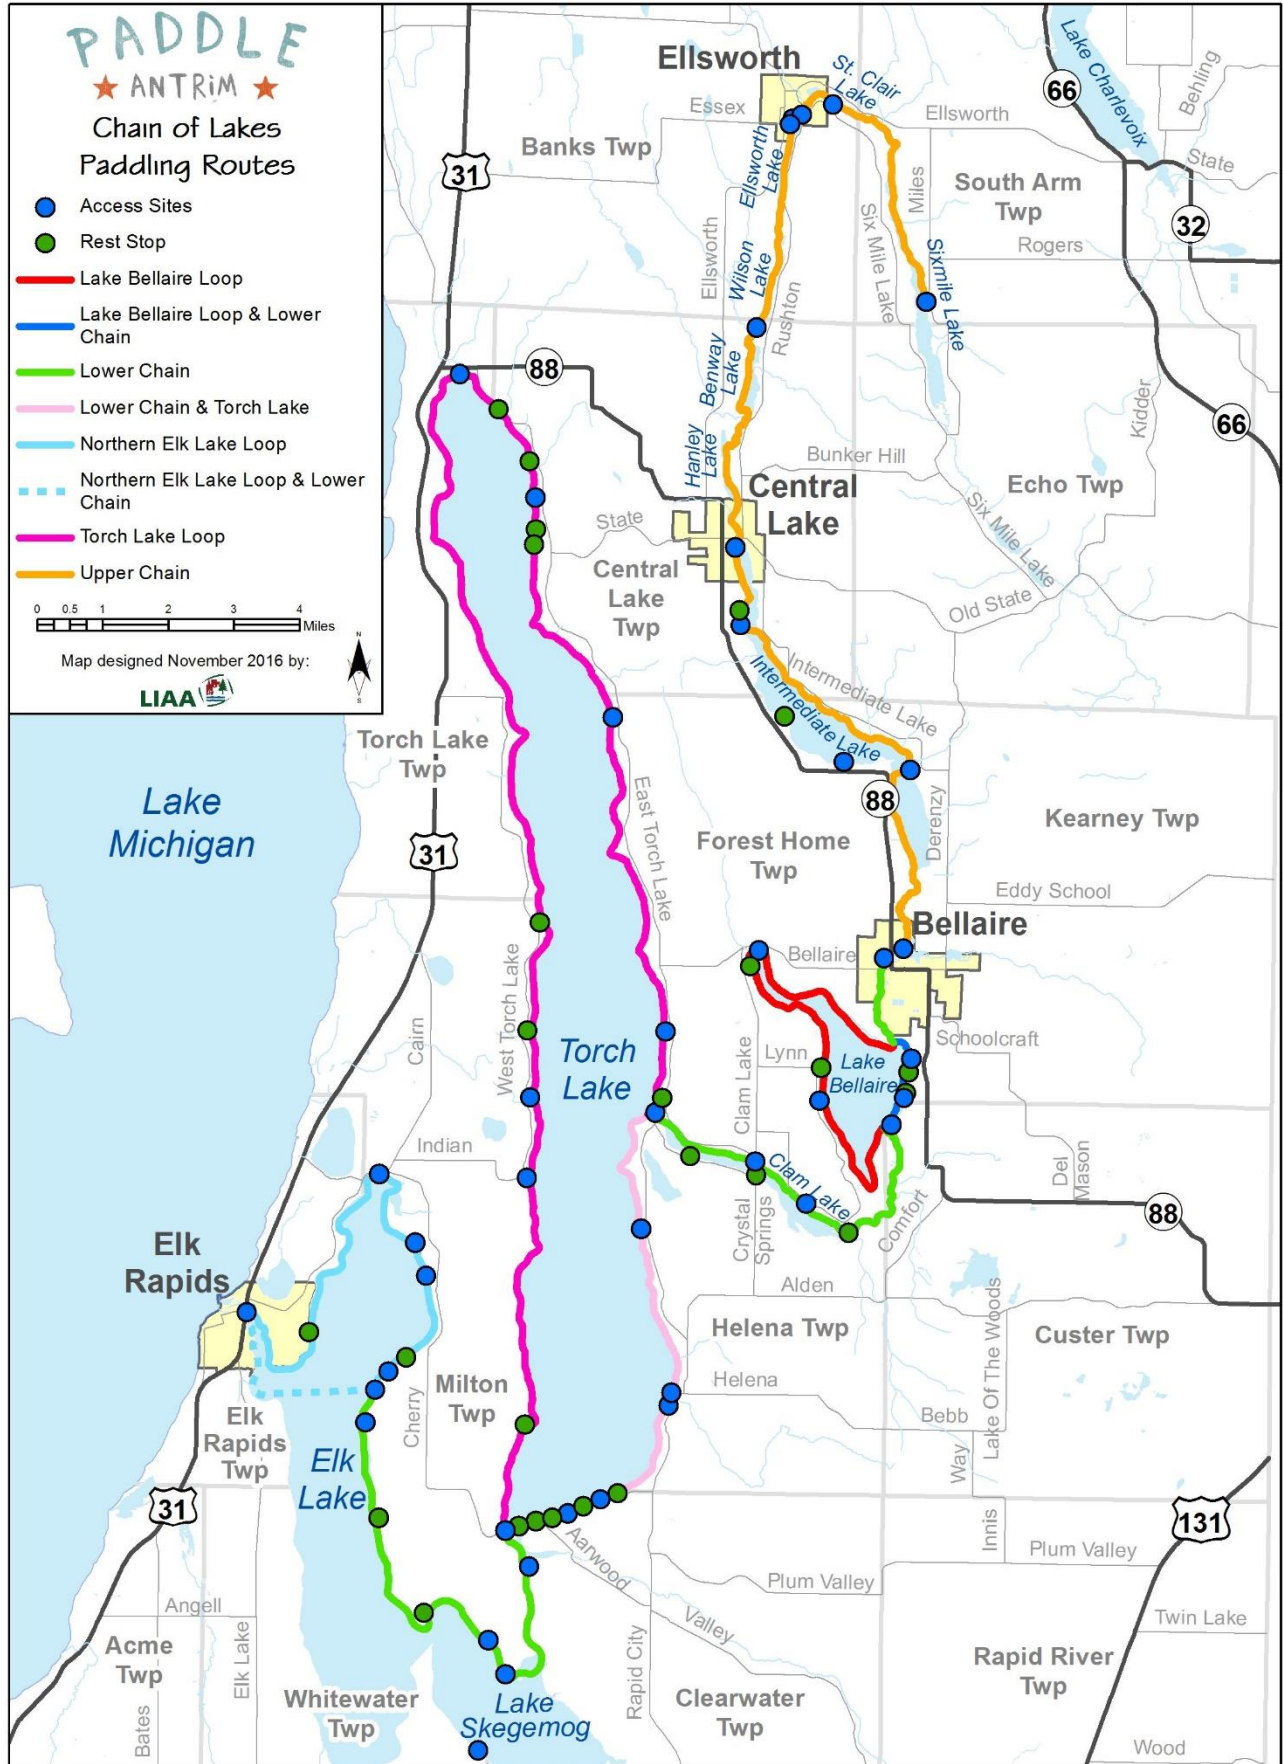 PADDLE
ANTRIM
Chain of Lakes
Paddling Routes
Access Sites
Rest Stop
Lake Bellaire Loop
Lake Bellaire Loop & Lower
Chain
Lower Chain
Lower Chain & Torch Lake
Northern Elk Lake Loop
Northern Elk Lake Loop & Lower
Chain
Torch Lake Loop
Upper Chain
0 0.5 1 2 3 4
Miles
Map designed November 2016 by:
N
S
LIAA
Ellsworth
St. Clair
Lake
Essex
Ellsworth
Banks Twp
31
66
Lake Charlevoix
Behling
State
32
South Arm
Twp
Miles
Rogers
Ellsworth
Lake
Ellsworth
Wilson
Lake
Rushton
Six Mile Lake
Sixmile Lake
Benway
Lake
88
Hanley
Lake
Bunker Hill
Kidder
66
Central
Lake
Echo Twp
State
Six Mile Lake
Central
Lake
Twp
Old State
Intermediate Lake
Intermediate Lake
Torch Lake
Twp
Lake
Michigan
31
East Torch Lake
88
Derenzy
Kearney Twp
Forest Home
Twp
Eddy School
Bellaire
Bellaire
West Torch Lake
Cairn
Torch
Lake
Clam Lake
Lynn
Lake
Bellaire
Schoolcraft
Indian
Clam Lake
Crystal
Springs
Comfort
Del
Mason
88
Elk
Rapids
Alden
Helena Twp
Lake Of The Woods
Custer Twp
Milton
Twp
Cherry
Helena
Bebb
Way
Elk
Rapids
Twp
Elk
Lake
31
Aarwood
Innis
131
Plum Valley
Plum Valley
Valley
Angell
Acme
Twp
Elk Lake
Bates
Whitewater
Twp
Lake
Skegemog
Rapid City
Clearwater
Twp
Twin Lake
Rapid River
Twp
Wood